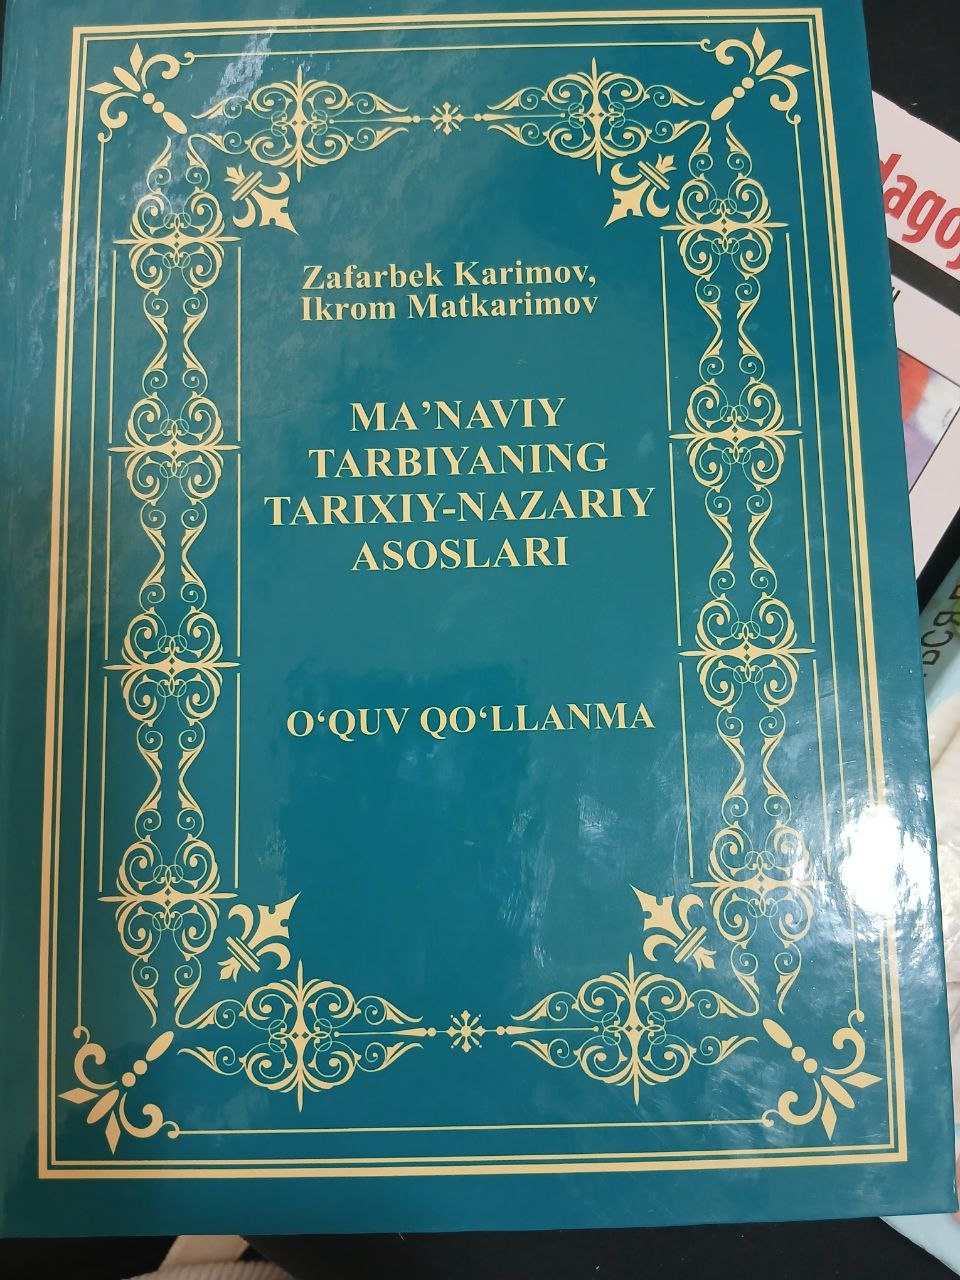 Zafarbek Karimov,
Ikrom Matkarimov
MA’NAVIY
TARBIYANING
TARIXIY-NAZARIY
ASOSLARI
O‘QUV QO‘LLANMA